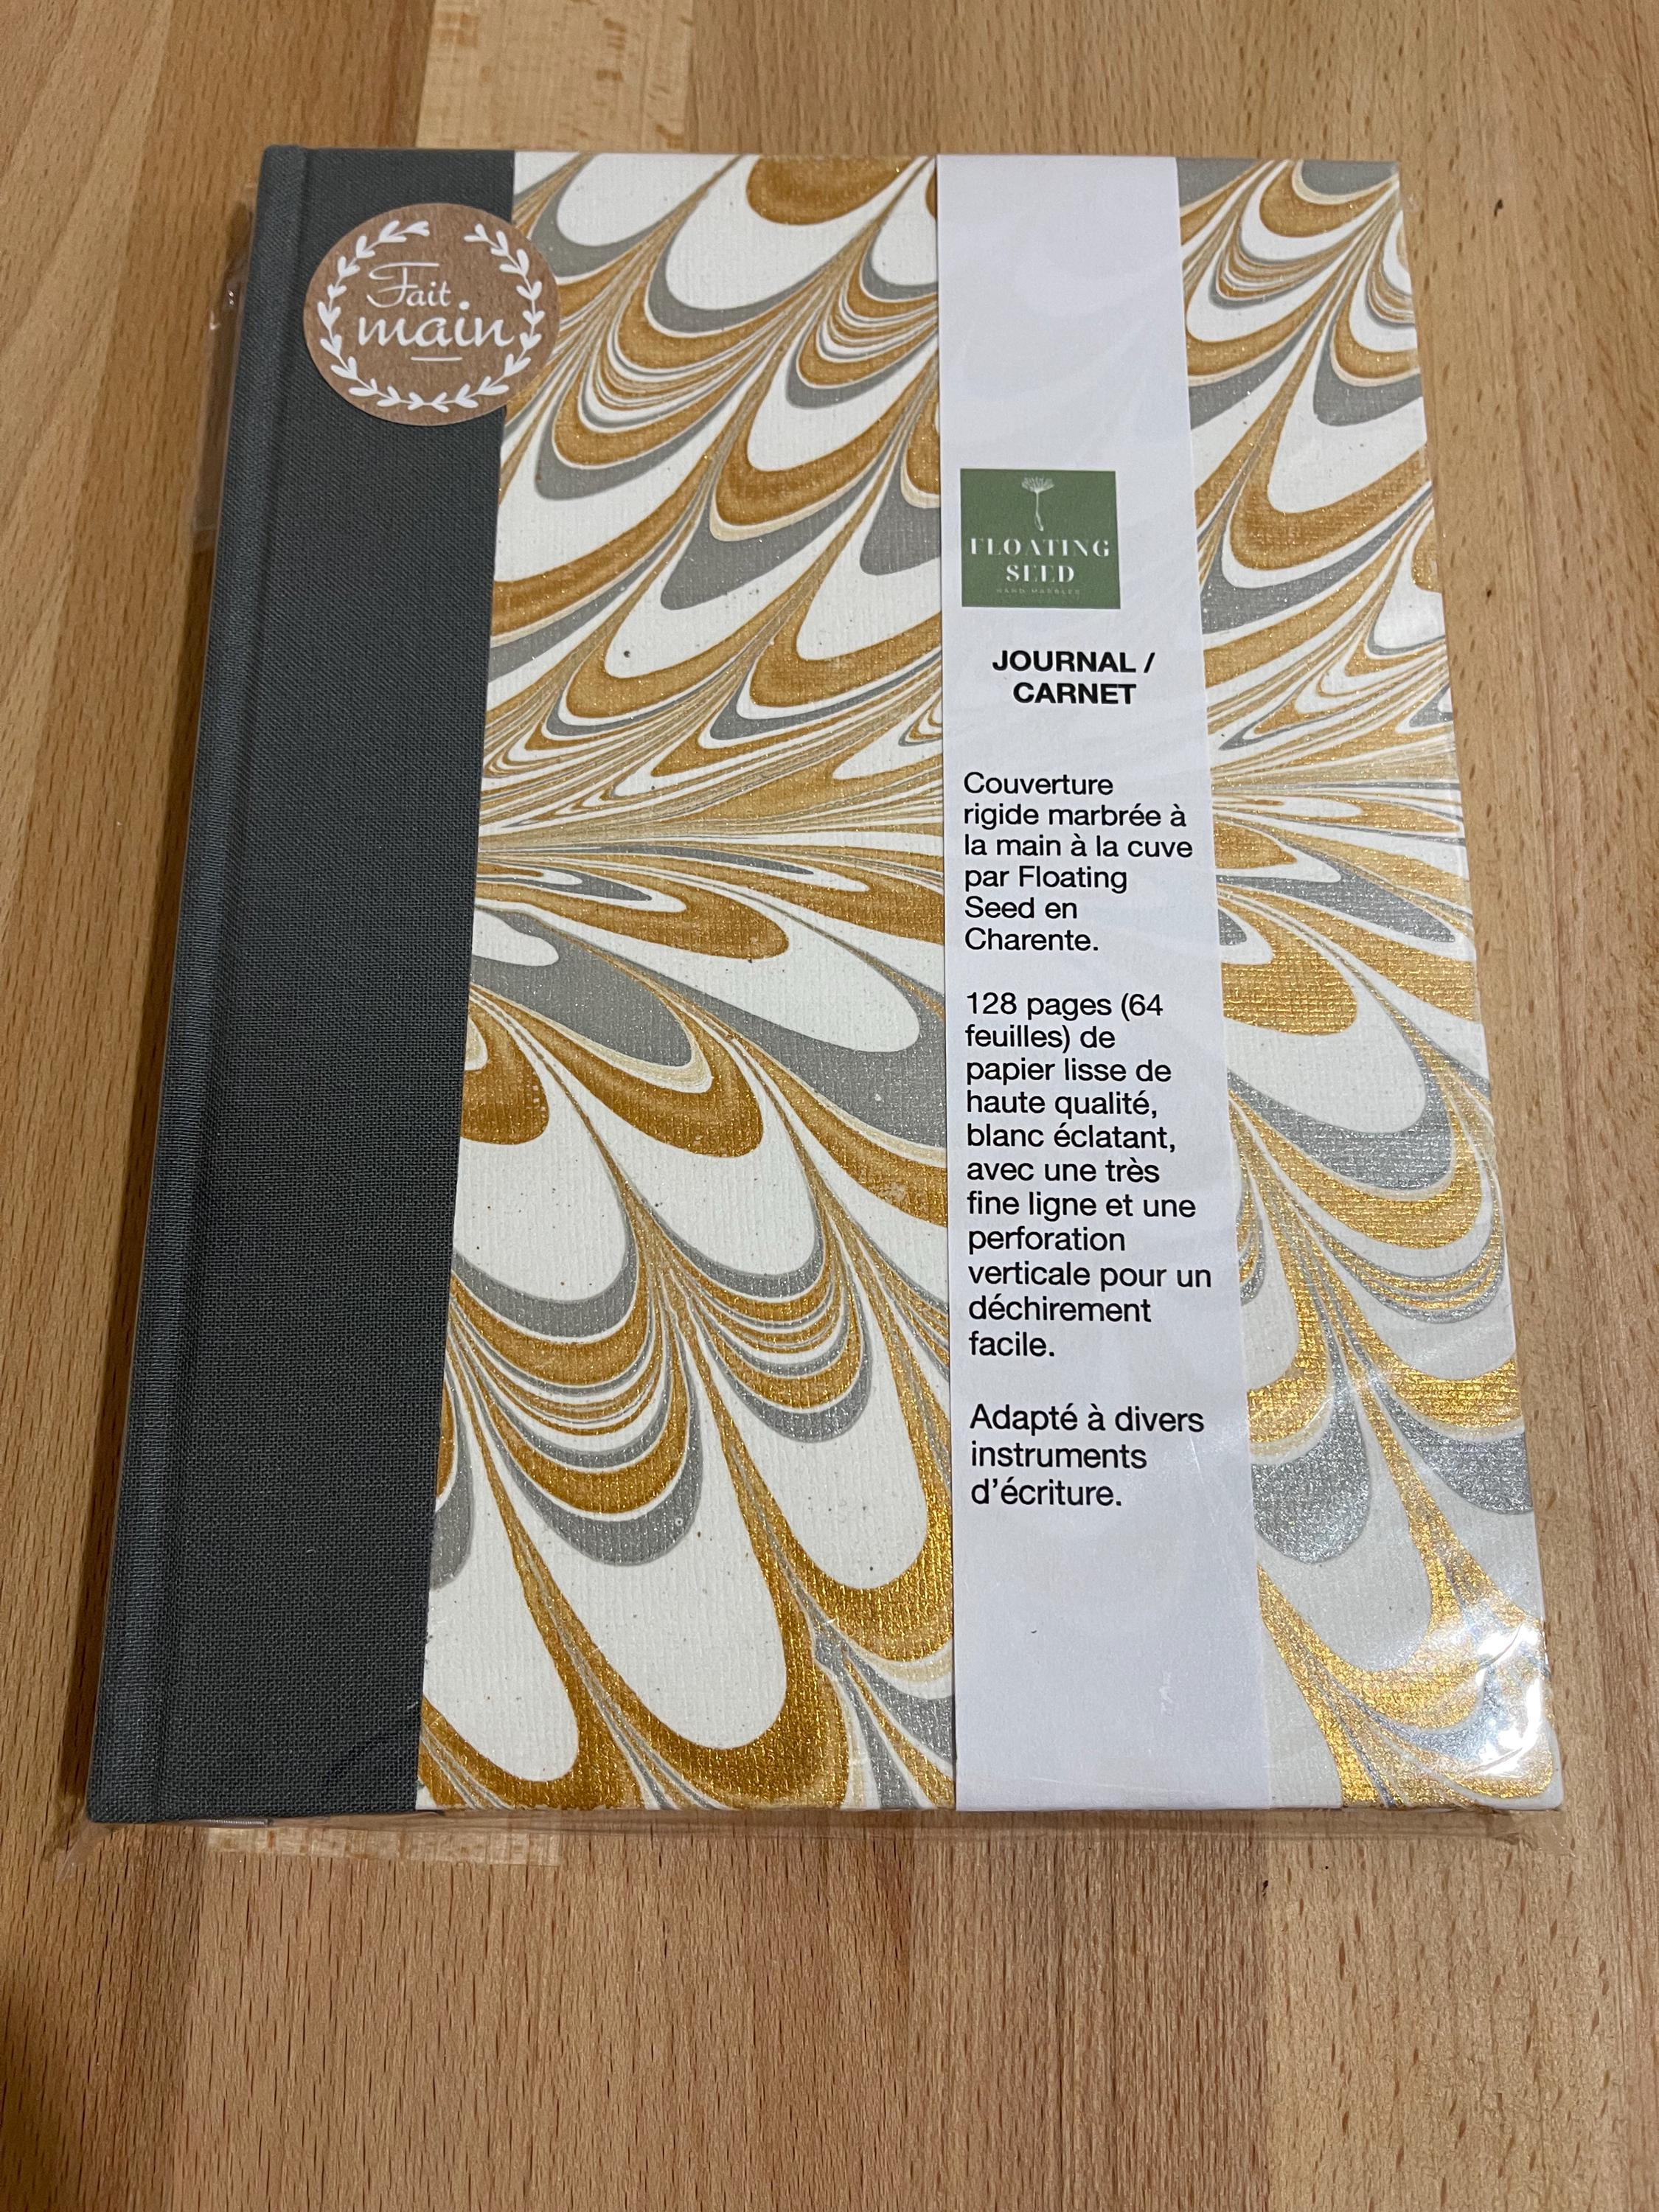 Fait
main
FLOATING
SEED
HAND MARBLED
JOURNAL /
CARNET
Couverture
rigide marbrée à
la main à la cuve
par Floating
Seed en
Charente.
128 pages (64
feuilles) de
papier lisse de
haute qualité,
blanc éclatant,
avec une très
fine ligne et une
perforation
verticale pour un
déchirement
facile.
Adapté à divers
instruments
d'écriture.